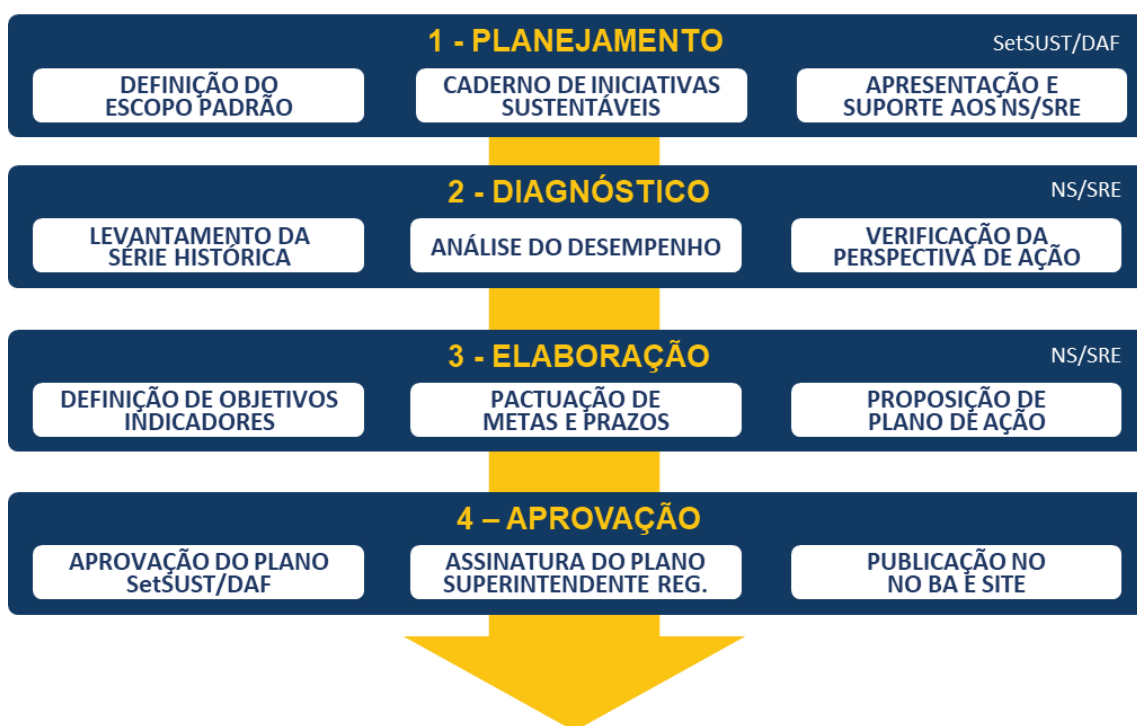 1 - PLANEJAMENTO
SetSUST/DAF
DEFINIÇÃO DO
ESCOPO PADRÃO
CADERNO DE INICIATIVAS
SUSTENTÁVEIS
APRESENTAÇÃO E
SUPORTE AOS NS/SRE
2 - DIAGNÓSTICO
NS/SRE
LEVANTAMENTO DA
SÉRIE HISTÓRICA
ANÁLISE DO DESEMPENHO
VERIFICAÇÃO DA
PERSPECTIVA DE AÇÃO
3 - ELABORAÇÃO
NS/SRE
DEFINIÇÃO DE OBJETIVOS
INDICADORES
PACTUAÇÃO DE
METAS E PRAZOS
PROPOSIÇÃO DE
PLANO DE AÇÃO
4 – APROVAÇÃO
APROVAÇÃO DO PLANO
SetSUST/DAF
ASSINATURA DO PLANO
SUPERINTENDENTE REG.
PUBLICAÇÃO NO
NO BA E SITE